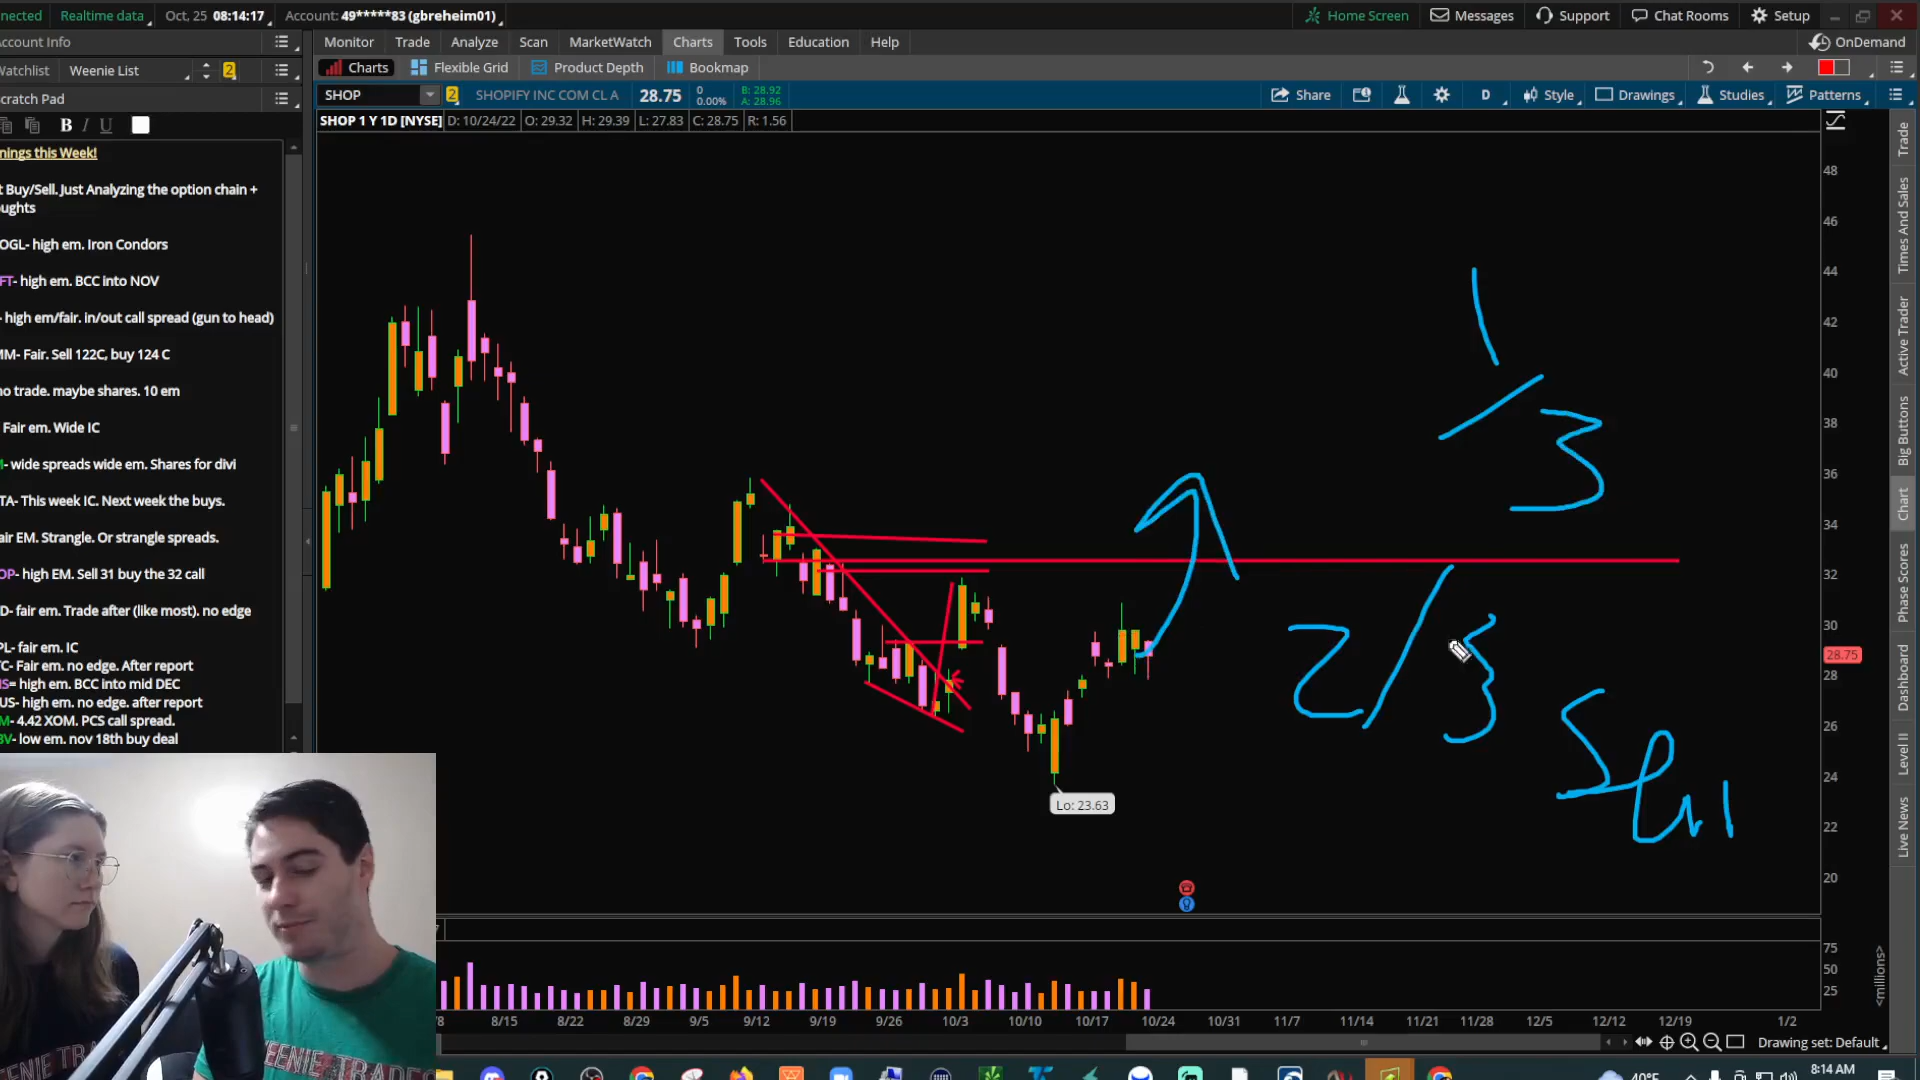 nnected Realtime data Oct, 25 08:14:17 Account: 49*****83 (gbreheim01) Home Screen Messages Support Chat Rooms Setup
ccount Info Monitor Trade Analyze Scan MarketWatch Charts Tools Education Help OnDemand
Watchlist Weenie List 2 Charts Flexible Grid Product Depth Bookmap
cratch Pad SHOP 2 SHOPIFY INC COM CL A 28.75 0 0.00% B: 28.92 A: 28.96 Share D Style Drawings Studies Patterns
B I U SHOP 1 Y 1D [NYSE] D: 10/24/22 O: 29.32 H: 29.39 L: 27.83 C: 28.75 R: 1.56
nings this Week!
t Buy/Sell. Just Analyzing the option chain +
oughts
OGL- high em. Iron Condors
FT- high em. BCC into NOV
- high em/fair. in/out call spread (gun to head)
MM- Fair. Sell 122C, buy 124 C
no trade. maybe shares. 10 em
Fair em. Wide IC
- wide spreads wide em. Shares for divi
TA- This week IC. Next week the buys.
air EM. Strangle. Or strangle spreads.
OP- high EM. Sell 31 buy the 32 call
D- fair em. Trade after (like most). no edge
PL- fair em. IC
C- Fair em. no edge. After report
S= high em. BCC into mid DEC
US- high em. no edge. after report
M- 4.42 XOM. PCS call spread.
BV- low em. nov 18th buy deal
48
46
44
42
40
38
36
34
32
30
28.75
28
26
24
22
20
1/3
2/3
Lo: 23.63
75
50
25
<millions>
Trade
Times And Sales
Active Trader
Big Buttons
Chart
Phase Scores
Dashboard
Level II
Live News
8/15 8/22 8/29 9/5 9/12 9/19 9/26 10/3 10/10 10/17 10/24 10/31 11/7 11/14 11/21 11/28 12/5 12/12 12/19 1/2
Drawing set: Default
WEENIE TRADE
40°F 8:14 AM